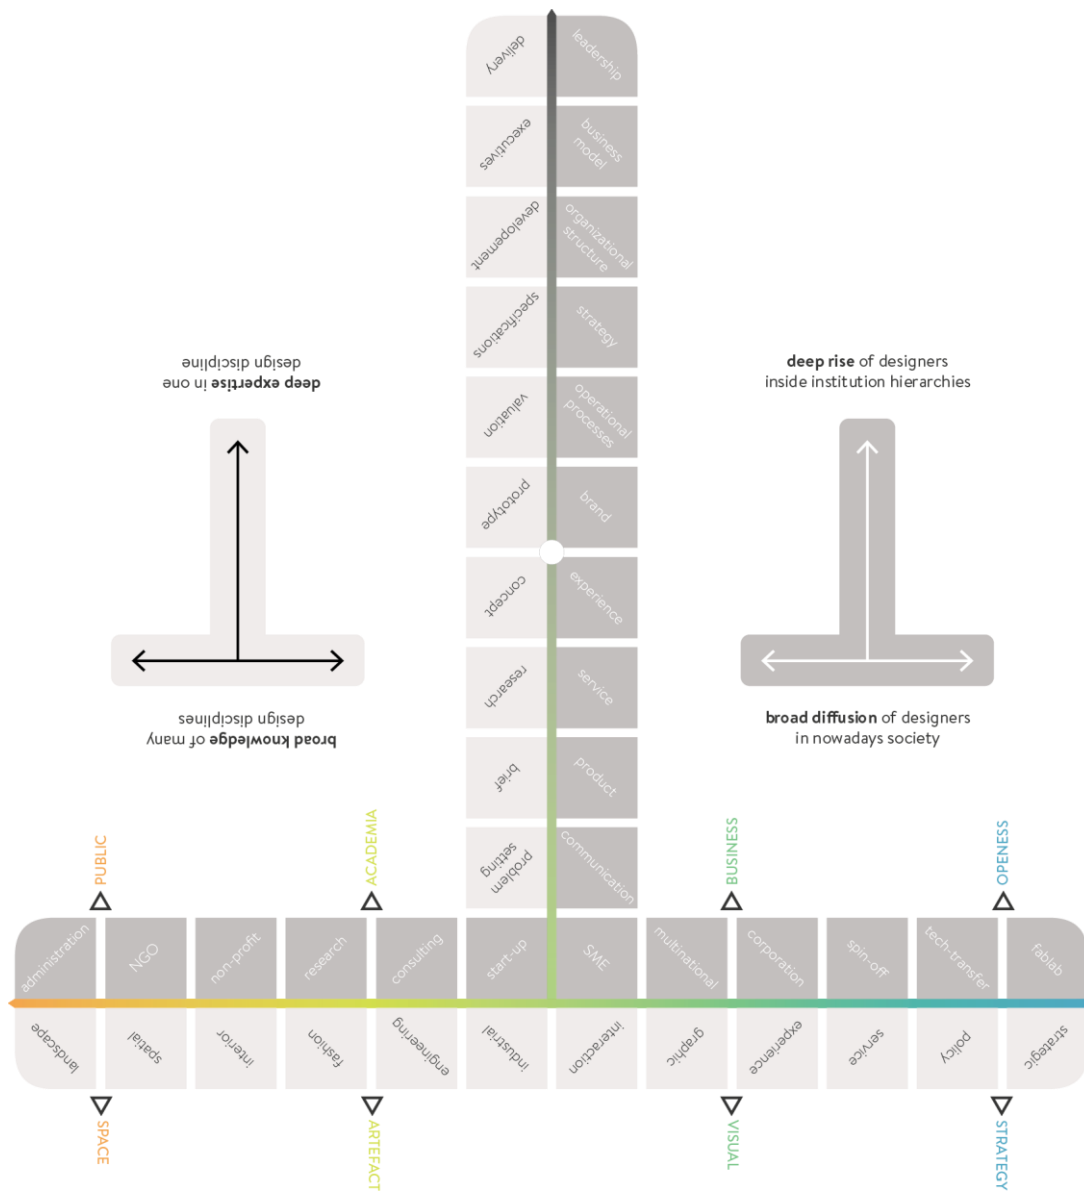 delivery
leadership
executives
business
model
developement
organizational
structure
specifications
strategy
valuation
operational
processes
prototype
brand
concept
experience
research
service
brief
product
problem
setting
communication
deep expertise in one
design discipline
broad knowledge of many
design disciplines
deep rise of designers
inside institution hierarchies
broad diffusion of designers
in nowadays society
PUBLIC
ACADEMIA
BUSINESS
OPENESS
administration
NGO
non-profit
research
consulting
start-up
SME
multinational
corporation
spin-off
tech-transfer
fablab
landscape
spatial
interior
fashion
engineering
industrial
interaction
graphic
experience
service
policy
strategic
SPACE
ARTEFACT
VISUAL
STRATEGY